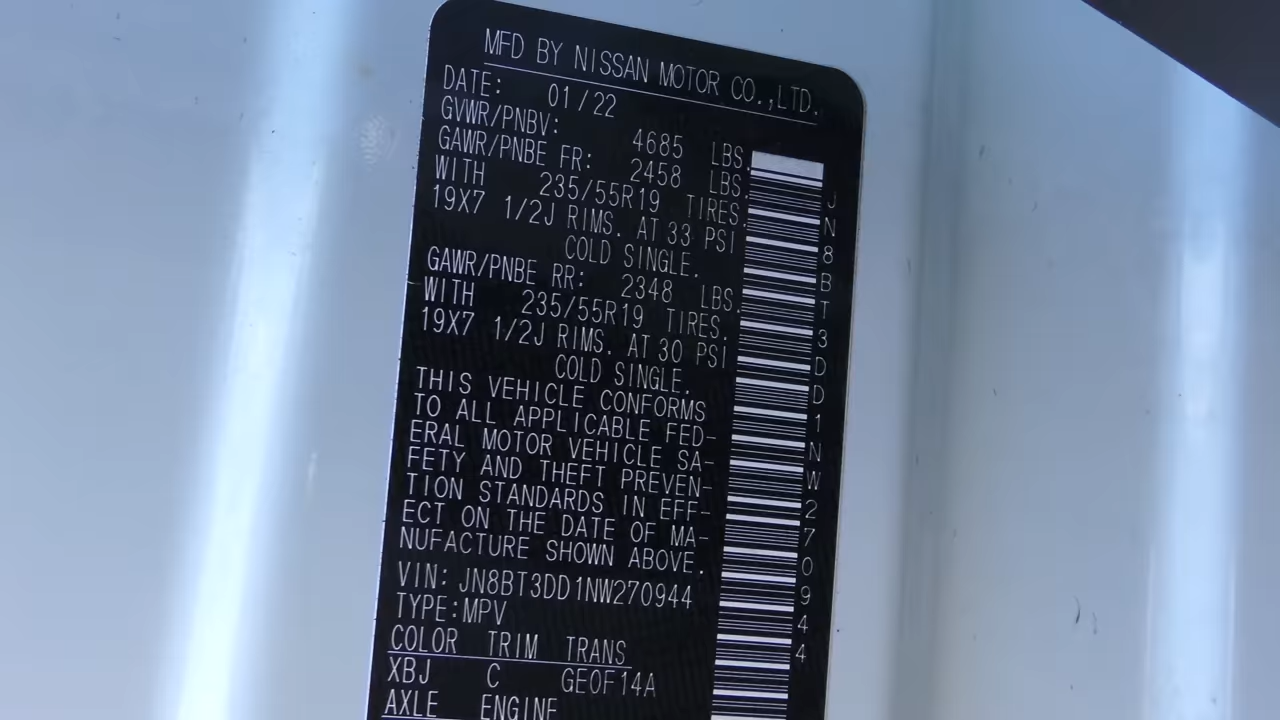 MFD BY NISSAN MOTOR CO.,LTD.
DATE: 01/22
GVWR/PNBV: 4685 LBS.
GAWR/PNBE FR: 2458 LBS.
WITH 235/55R19 TIRES.
19X7 1/2J RIMS. AT 33 PSI
COLD SINGLE.
GAWR/PNBE RR: 2348 LBS.
WITH 235/55R19 TIRES.
19X7 1/2J RIMS. AT 30 PSI
COLD SINGLE.
THIS VEHICLE CONFORMS
TO ALL APPLICABLE FED-
ERAL MOTOR VEHICLE SA-
FETY AND THEFT PREVEN-
TION STANDARDS IN EFF-
ECT ON THE DATE OF MA-
NUFACTURE SHOWN ABOVE.
VIN: JN8BT3DD1NW270944
TYPE:MPV
COLOR TRIM TRANS
XBJ C GE0F14A
AXLE ENGINE
JN8BT3DD1NW270944